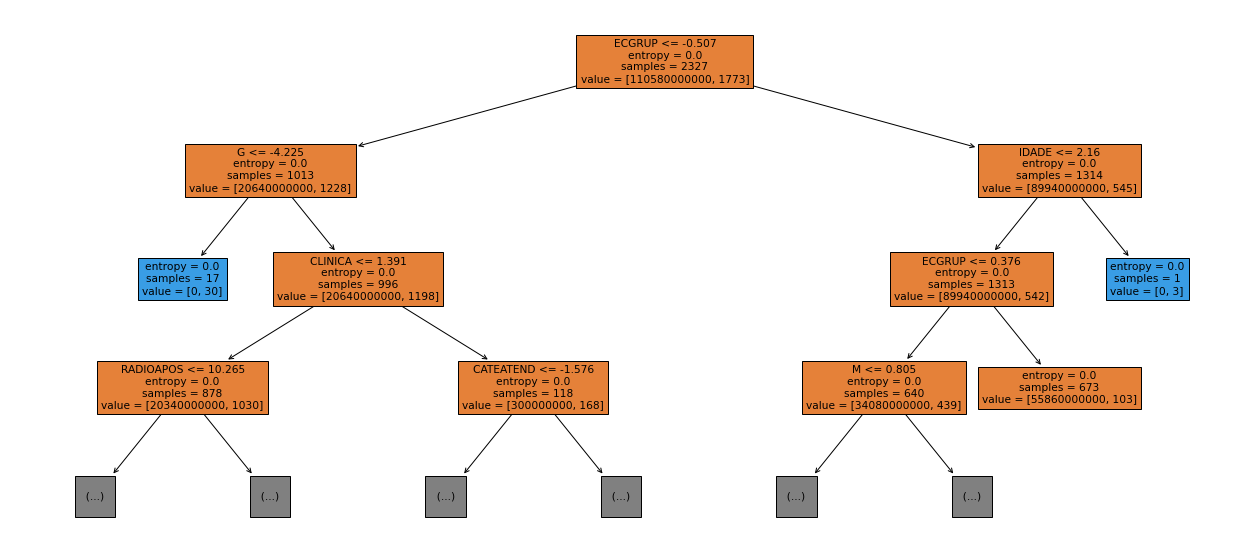 ECGRUP <= -0.507
entropy = 0.0
samples = 2327
value = [110580000000, 1773]
G <= -4.225
entropy = 0.0
samples = 1013
value = [20640000000, 1228]
IDADE <= 2.16
entropy = 0.0
samples = 1314
value = [89940000000, 545]
entropy = 0.0
samples = 17
value = [0, 30]
CLINICA <= 1.391
entropy = 0.0
samples = 996
value = [20640000000, 1198]
ECGRUP <= 0.376
entropy = 0.0
samples = 1313
value = [89940000000, 542]
entropy = 0.0
samples = 1
value = [0, 3]
RADIOAPOS <= 10.265
entropy = 0.0
samples = 878
value = [20340000000, 1030]
CATEATEND <= -1.576
entropy = 0.0
samples = 118
value = [300000000, 168]
M <= 0.805
entropy = 0.0
samples = 640
value = [34080000000, 439]
entropy = 0.0
samples = 673
value = [55860000000, 103]
(...)
(...)
(...)
(...)
(...)
(...)